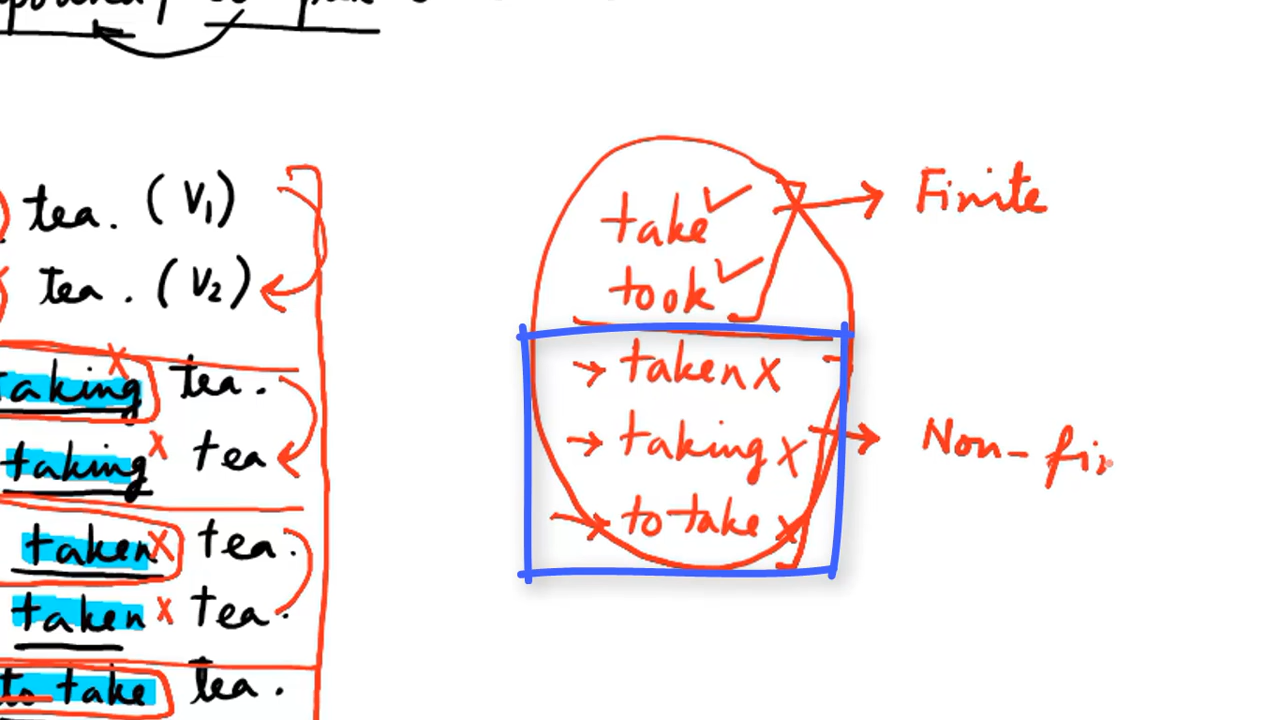 tea. (V1)
tea. (V2)
taking x tea.
taking x tea
taken x tea.
taken x tea.
to take tea.
take ✓
took ✓
→ Finite
→ taken x
→ taking x
→ to take x
→ Non-fi